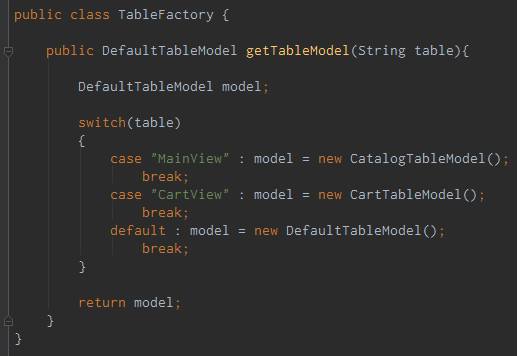 public class TableFactory {
public DefaultTableModel getTableModel(String table){
DefaultTableModel model;
switch(table)
{
case "MainView" : model = new CatalogTableModel();
break;
case "CartView" : model = new CartTableModel();
break;
default : model = new DefaultTableModel();
break;
}
return model;
}
}